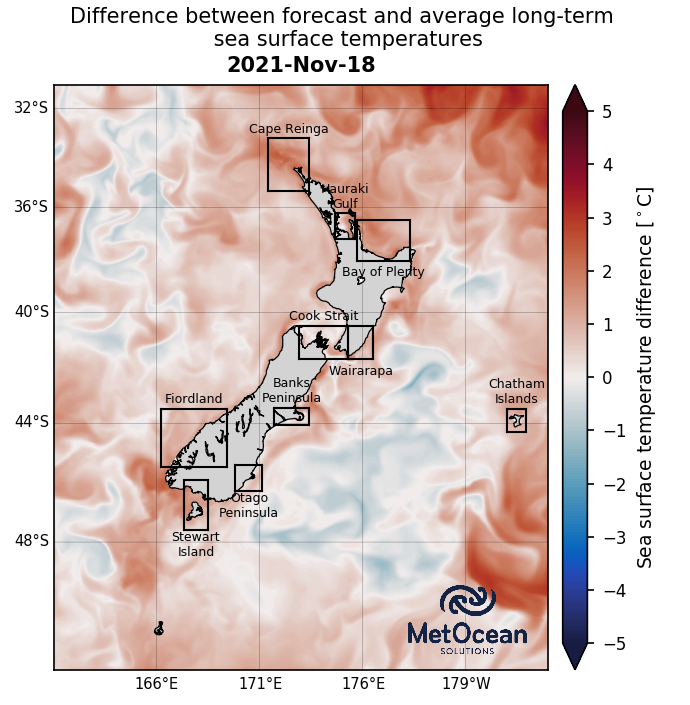 Difference between forecast and average long-term
sea surface temperatures
2021-Nov-18
32°S
36°S
40°S
44°S
48°S
Cape Reinga
Hauraki
Gulf
Bay of Plenty
Cook Strait
Wairarapa
Banks
Peninsula
Fiordland
Chatham
Islands
Otago
Peninsula
Stewart
Island
MetOcean
SOLUTIONS
166°E
171°E
176°E
179°W
5
4
3
2
1
0
−1
−2
−3
−4
−5
Sea surface temperature difference [°C]